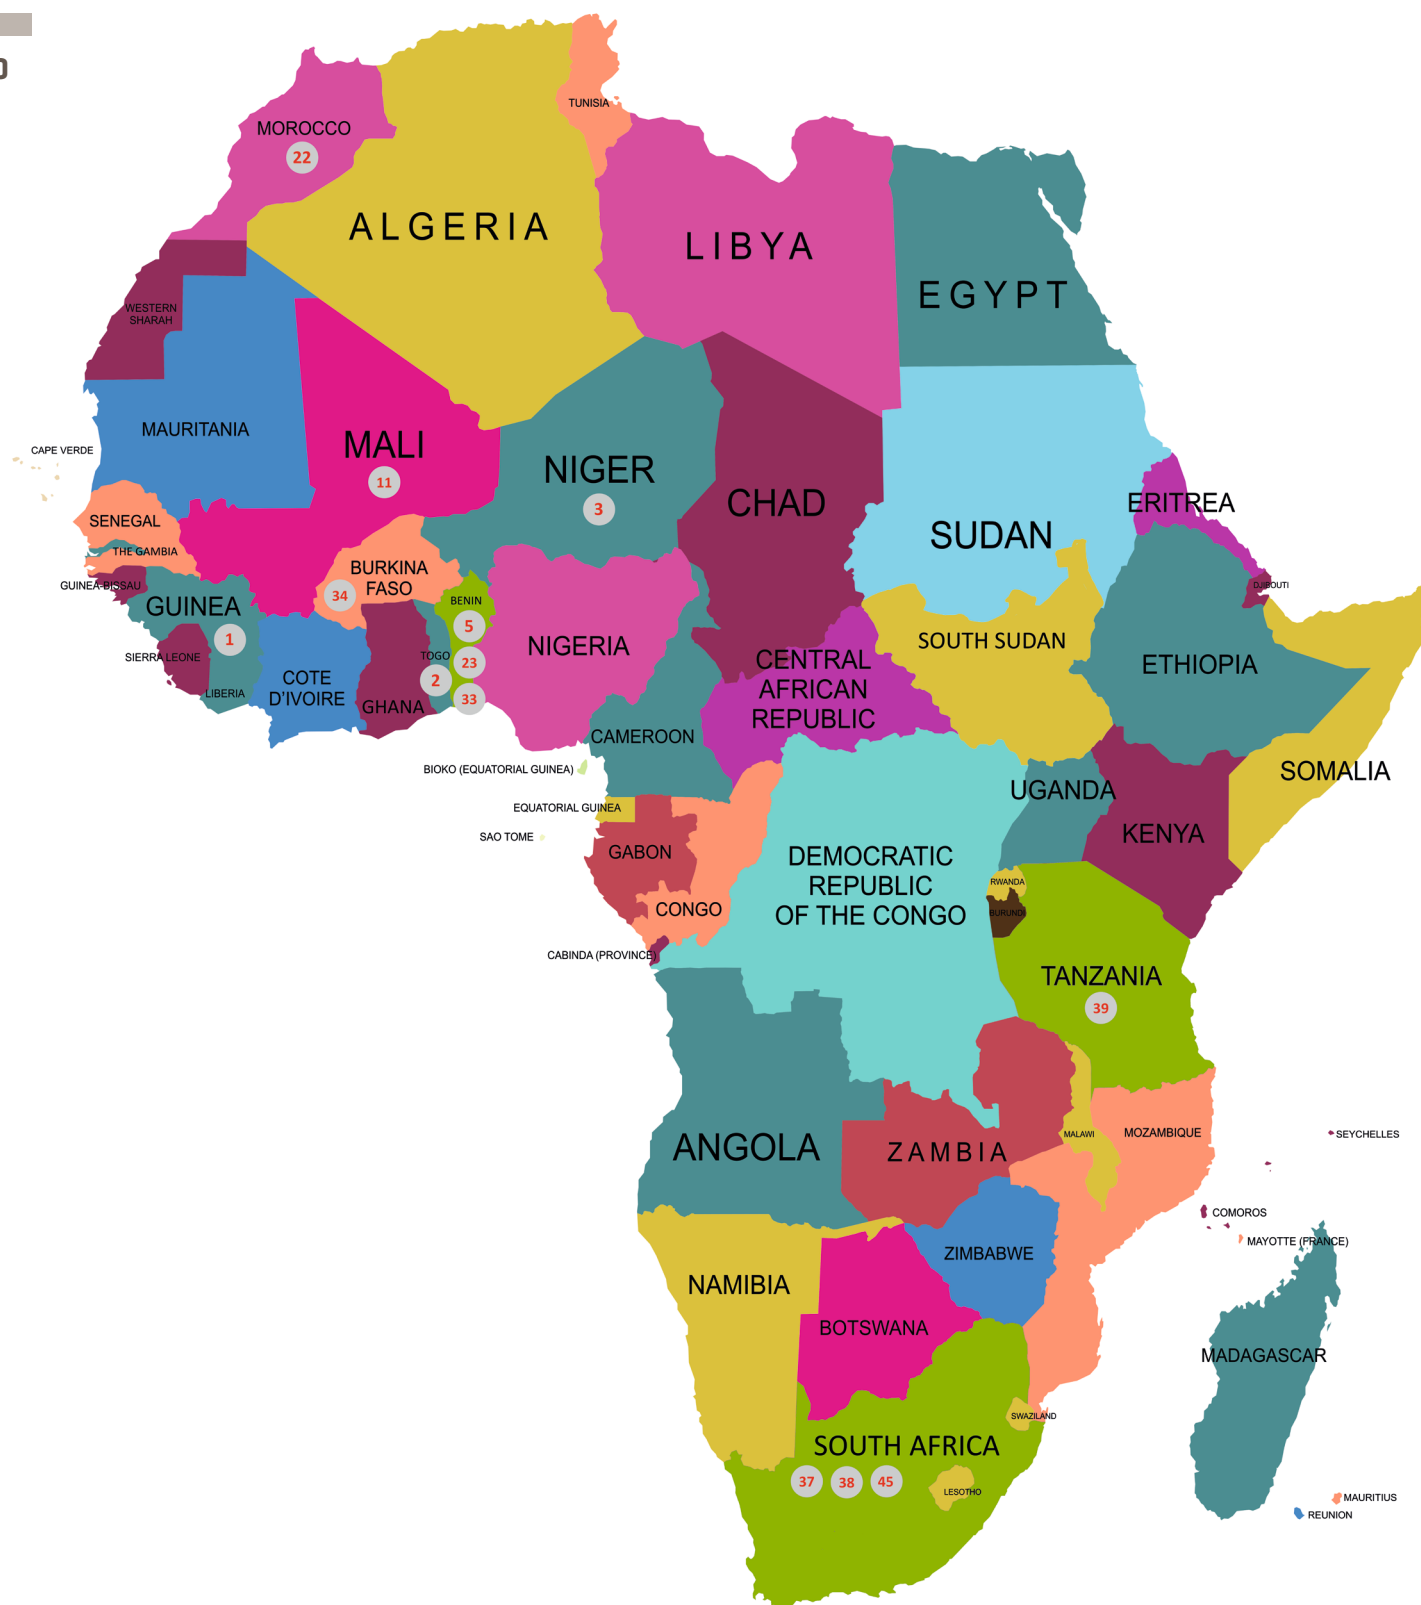 TUNISIA
MOROCCO
22
ALGERIA
LIBYA
EGYPT
WESTERN
SHARAH
MAURITANIA
MALI
11
CAPE VERDE
NIGER
3
CHAD
SUDAN
ERITREA
SENEGAL
THE GAMBIA
GUINEA-BISSAU
GUINEA
1
BURKINA
FASO
34
BENIN
5
23
33
DJIBOUTI
NIGERIA
SOUTH SUDAN
ETHIOPIA
SIERRA LEONE
LIBERIA
COTE
D'IVOIRE
GHANA
TOGO
2
CENTRAL
AFRICAN
REPUBLIC
CAMEROON
BIOKO (EQUATORIAL GUINEA)
SOMALIA
UGANDA
KENYA
EQUATORIAL GUINEA
SAO TOME
GABON
DEMOCRATIC
REPUBLIC
OF THE CONGO
RWANDA
BURUNDI
CONGO
CABINDA (PROVINCE)
TANZANIA
39
ANGOLA
ZAMBIA
MALAWI
MOZAMBIQUE
SEYCHELLES
COMOROS
MAYOTTE (FRANCE)
ZIMBABWE
NAMIBIA
BOTSWANA
MADAGASCAR
SWAZILAND
SOUTH AFRICA
37
38
45
LESOTHO
MAURITIUS
REUNION